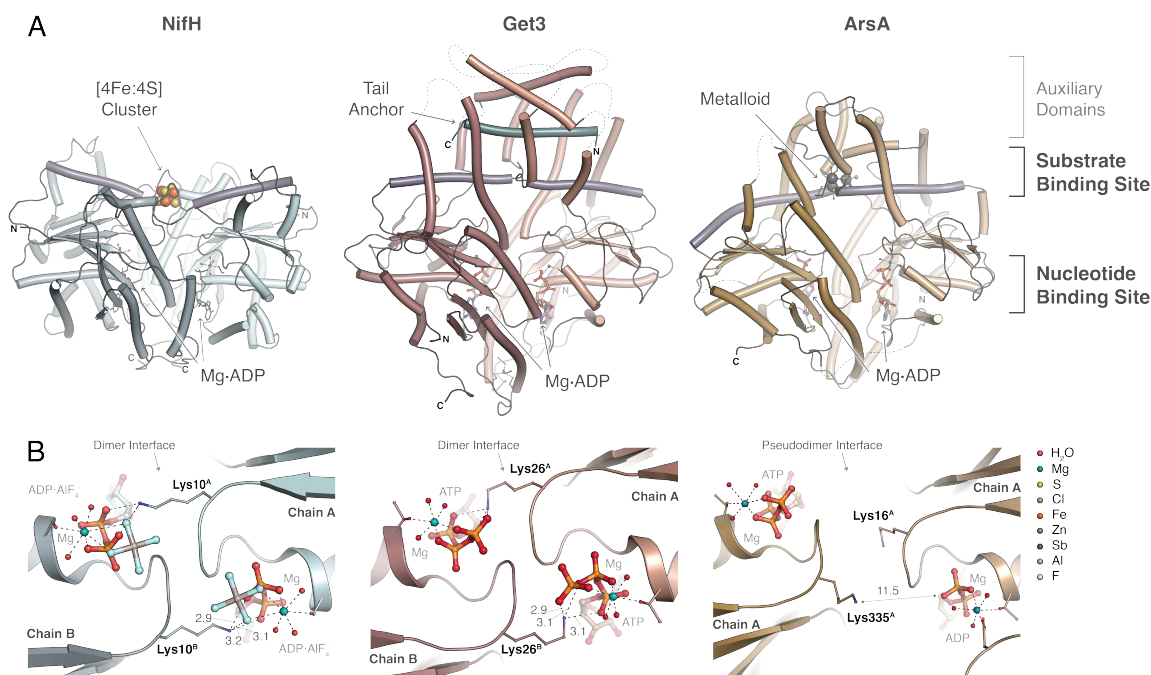 A
NifH
Get3
ArsA
[4Fe:4S]
Cluster
Tail
Anchor
Metalloid
Auxiliary
Domains
Substrate
Binding Site
Nucleotide
Binding Site
N
N
C
C
Mg·ADP
C
N
N
N
C
Mg·ADP
N
C
Mg·ADP
B
Dimer Interface
ADP·AlF4
Mg
Lys10A
Chain A
Mg
2.9
3.2
3.1
Chain B
Lys10B
ADP·AlF4
Dimer Interface
ATP
Lys26A
Mg
Chain A
Mg
2.9
3.1
3.1
ATP
Chain B
Lys26B
Pseudodimer Interface
ATP
Chain A
Mg
Lys16A
11.5
Mg
Chain A
Lys335A
ADP
H2O
Mg
S
Cl
Fe
Zn
Sb
Al
F